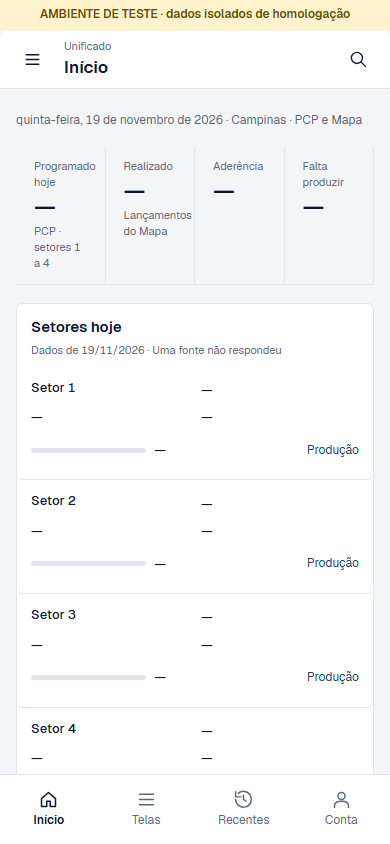 AMBIENTE DE TESTE · dados isolados de homologação
Unificado
Início
quinta-feira, 19 de novembro de 2026 · Campinas · PCP e Mapa
Programado hoje
—
PCP · setores 1 a 4
Realizado
—
Lançamentos do Mapa
Aderência
—
Falta produzir
—
Setores hoje
Dados de 19/11/2026 · Uma fonte não respondeu
Setor 1 —
— —
— Produção
Setor 2 —
— —
— Produção
Setor 3 —
— —
— Produção
Setor 4 —
— —
Início Telas Recentes Conta